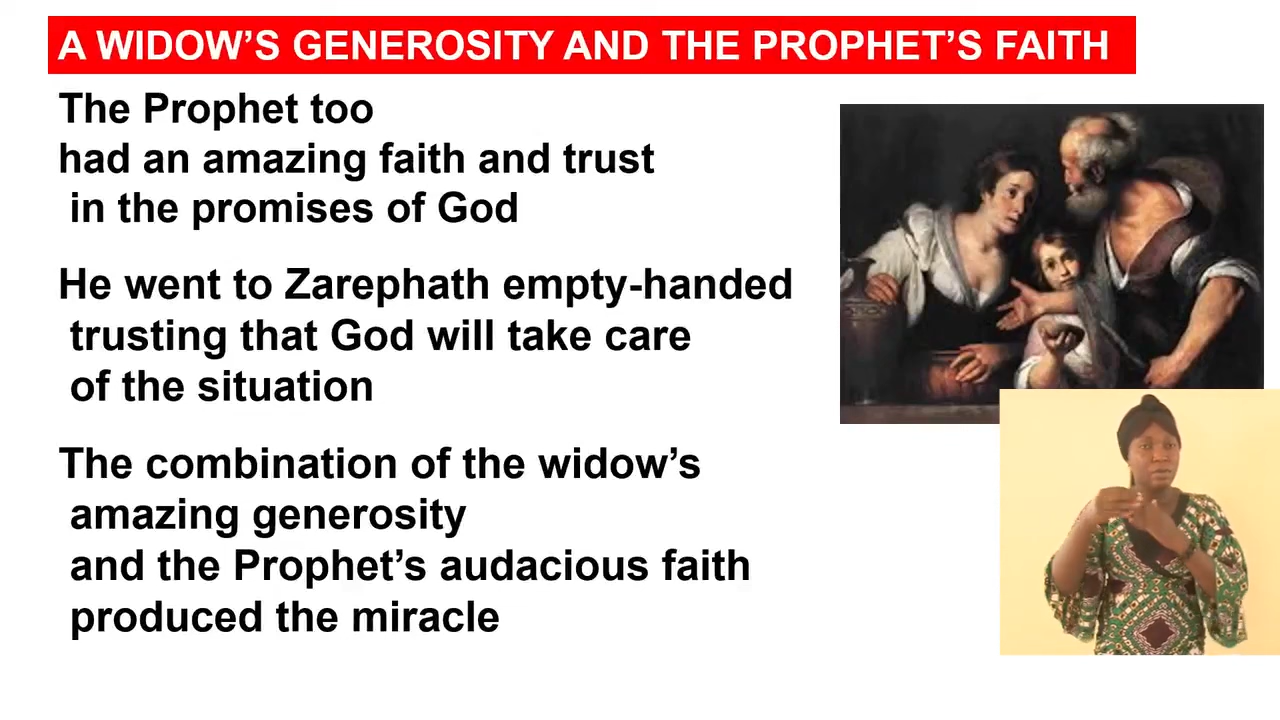 A WIDOW’S GENEROSITY AND THE PROPHET’S FAITH
The Prophet too
had an amazing faith and trust
in the promises of God
He went to Zarephath empty-handed
trusting that God will take care
of the situation
The combination of the widow’s
amazing generosity
and the Prophet’s audacious faith
produced the miracle